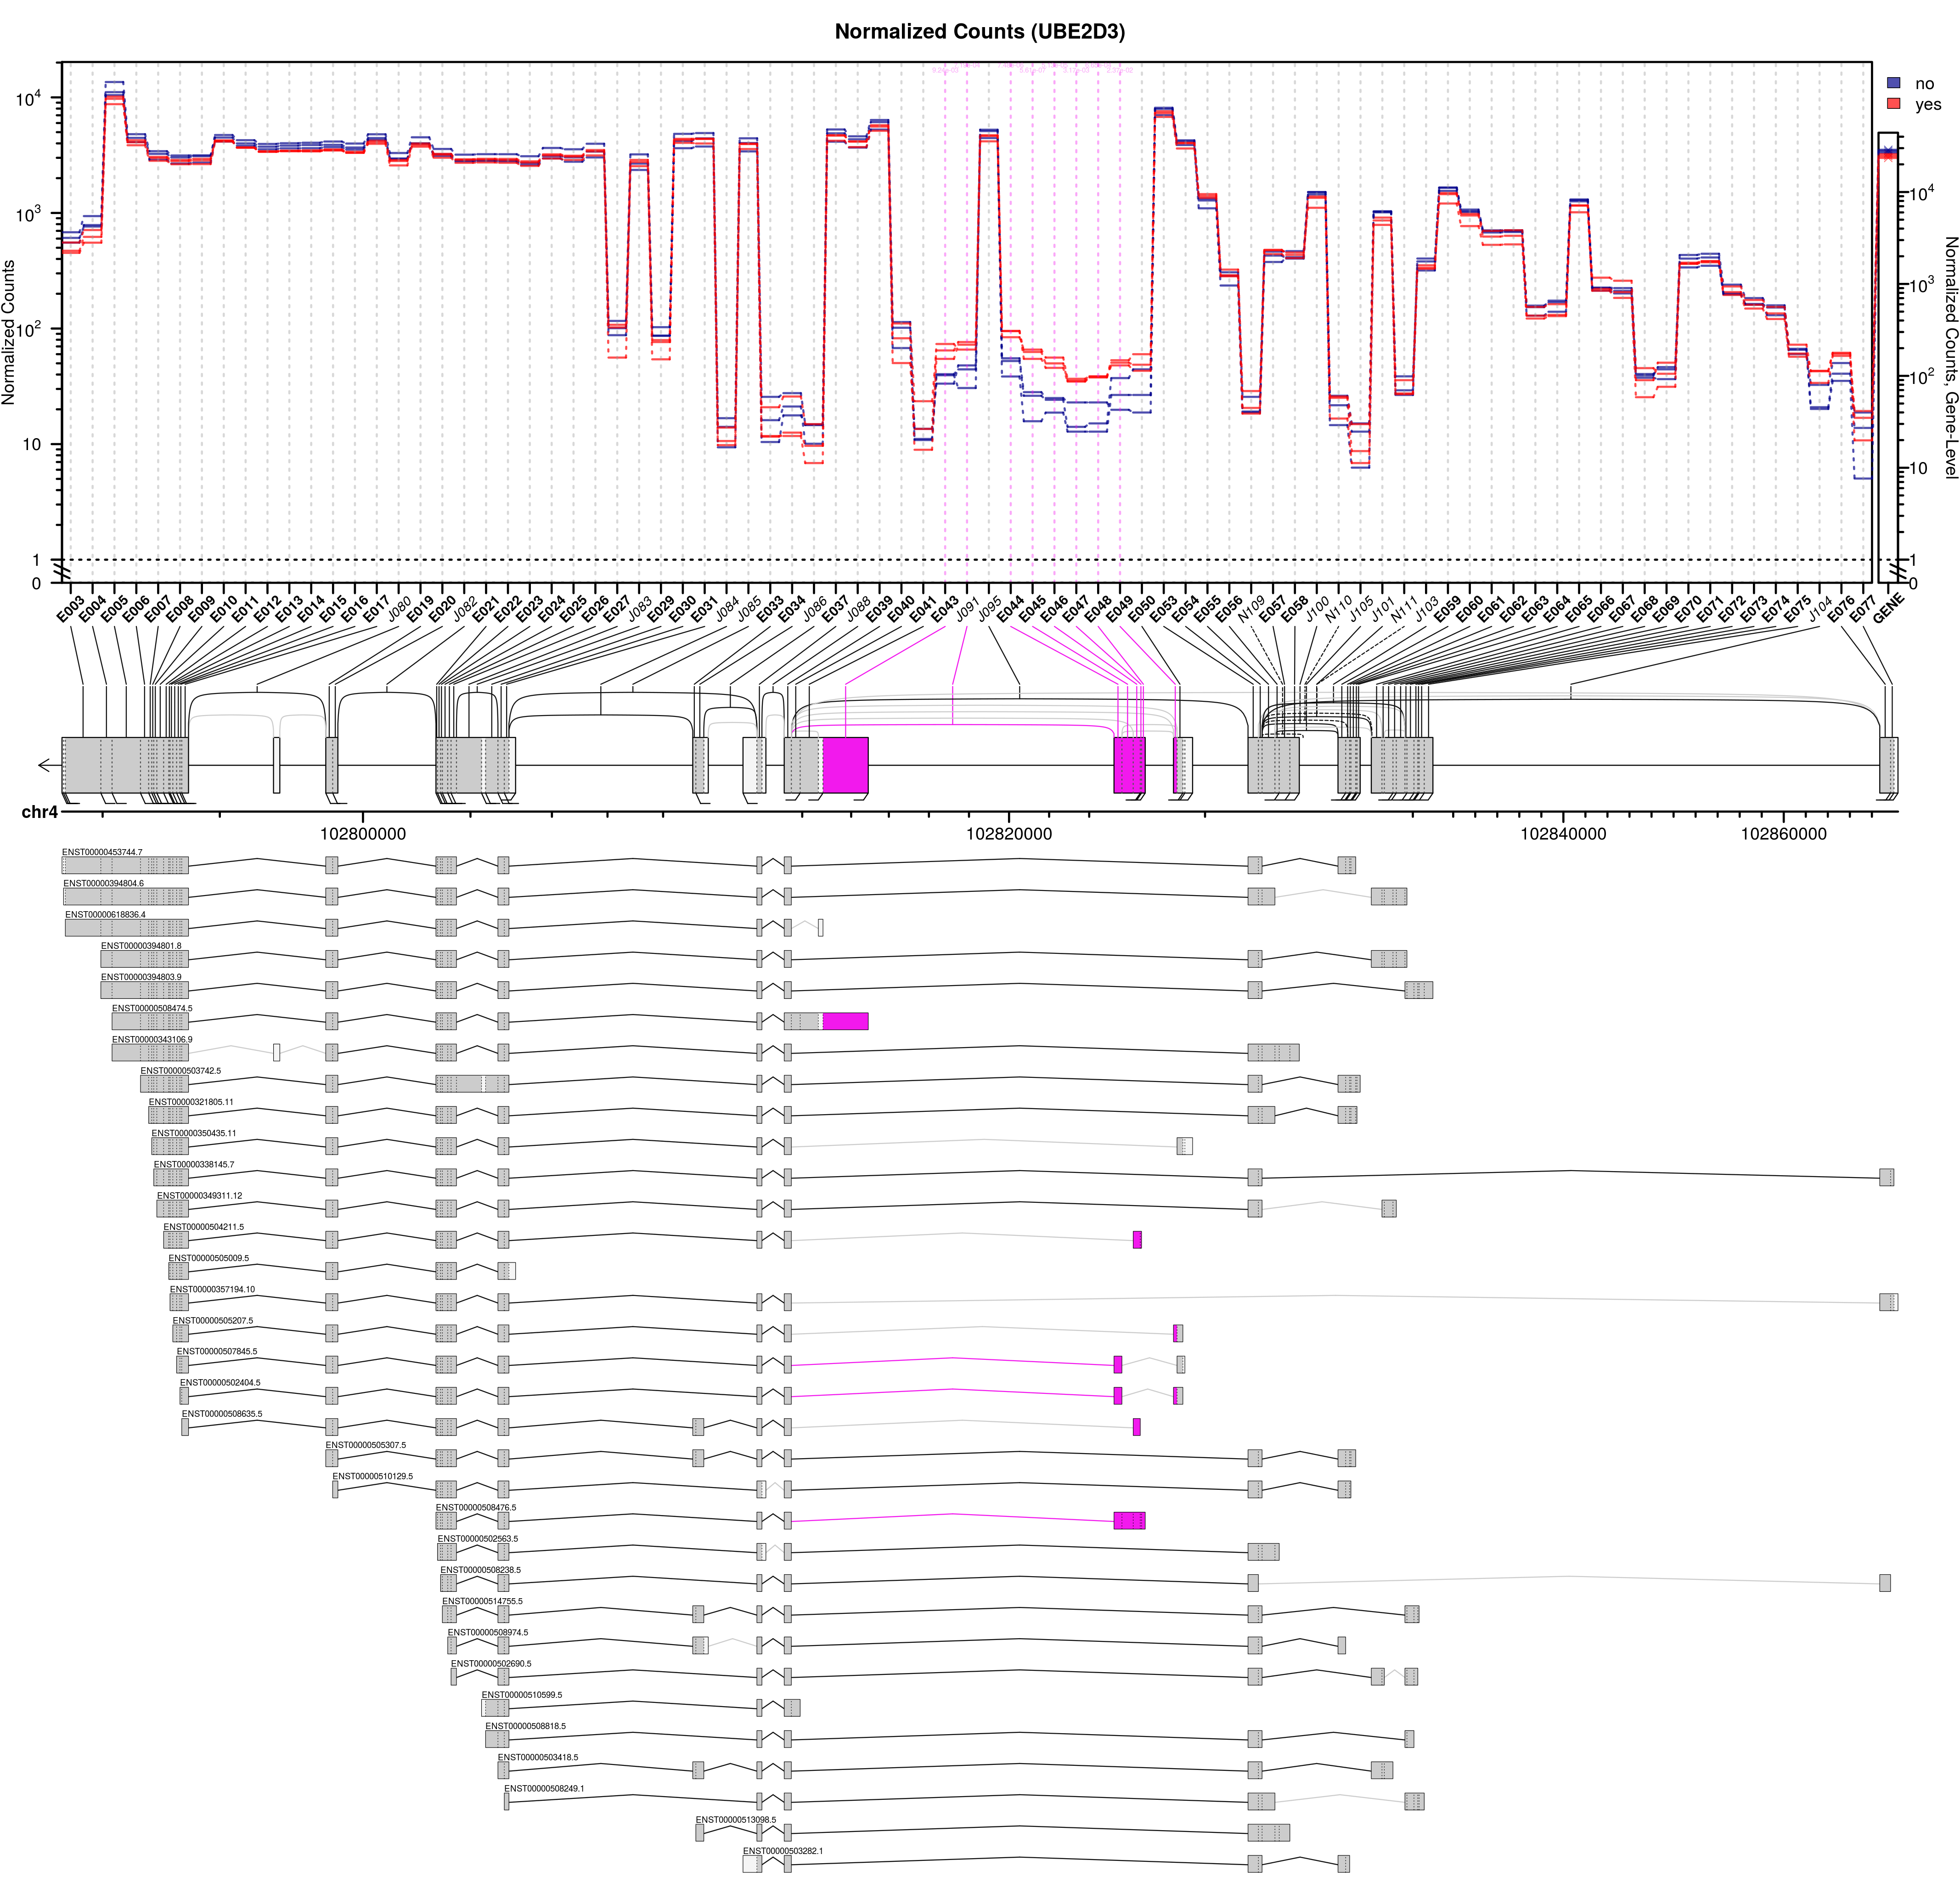 Normalized Counts (UBE2D3)
no
yes
10^4
10^3
10^2
10
1
0
Normalized Counts
10^4
10^3
10^2
10
1
0
Normalized Counts, Gene-Level
E003 E004 E005 E006 E007 E008 E009 E010 E011 E012 E013 E014 E015 E016 E017 J080 E019 E020 J082 E021 E022 E023 E024 E025 E026 E027 J083 E029 E030 E031 J084 J085 E033 E034 J086 E037 J088 E039 E040 E041 E043 J091 J095 E044 E045 E046 E047 E048 E049 E050 E053 E054 E055 E056 N109 E057 E058 J100 N110 J105 J101 N111 J103 E059 E060 E061 E062 E063 E064 E065 E066 E067 E068 E069 E070 E071 E072 E073 E074 E075 J104 E076 E077 GENE
chr4
102800000 102820000 102840000 102860000
ENST00000453744.7
ENST00000394804.6
ENST00000618836.4
ENST00000394801.8
ENST00000394803.9
ENST00000508474.5
ENST00000343106.9
ENST00000503742.5
ENST00000321805.11
ENST00000350435.11
ENST00000338145.7
ENST00000349311.12
ENST00000504211.5
ENST00000505009.5
ENST00000357194.10
ENST00000505207.5
ENST00000507845.5
ENST00000502404.5
ENST00000508635.5
ENST00000505307.5
ENST00000510129.5
ENST00000508476.5
ENST00000502563.5
ENST00000508238.5
ENST00000514755.5
ENST00000508974.5
ENST00000502690.5
ENST00000510599.5
ENST00000508818.5
ENST00000503418.5
ENST00000508249.1
ENST00000513098.5
ENST00000503282.1